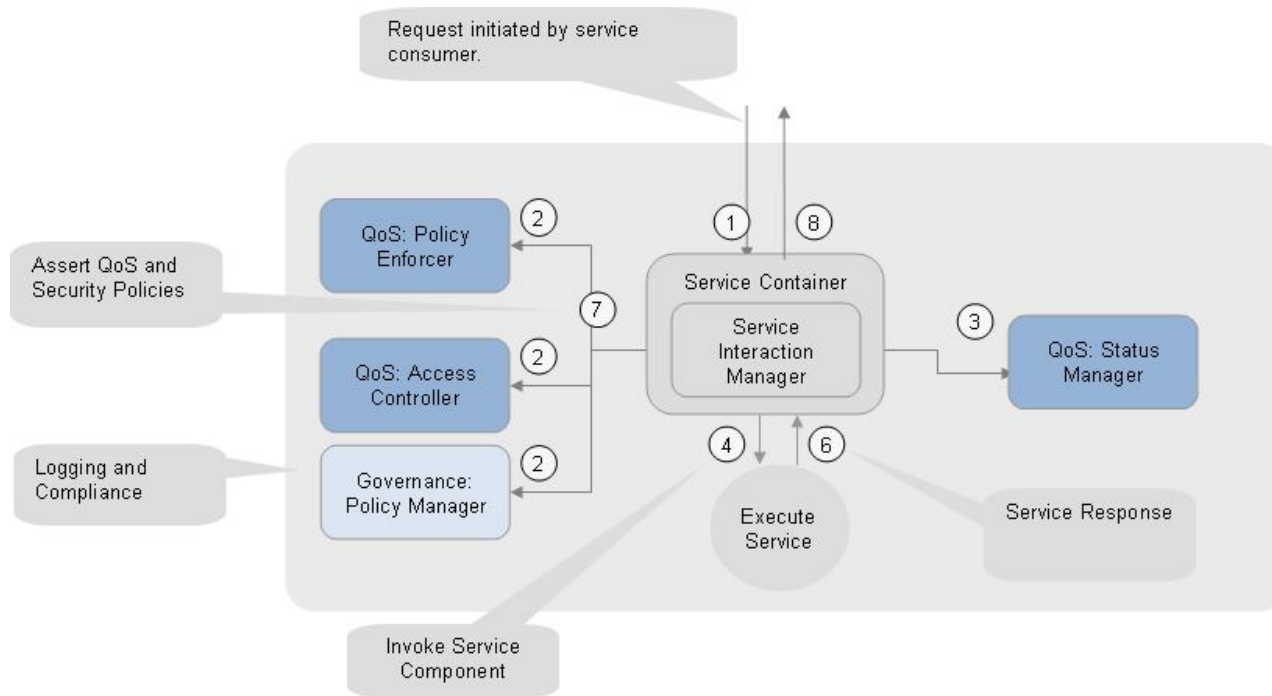 Request initiated by service
consumer.
QoS: Policy
Enforcer
2
1
8
Assert QoS and
Security Policies
Service Container
7
3
Service
Interaction
Manager
QoS: Status
Manager
QoS: Access
Controller
2
4
6
Logging and
Compliance
Governance:
Policy Manager
2
Execute
Service
Service Response
Invoke Service
Component